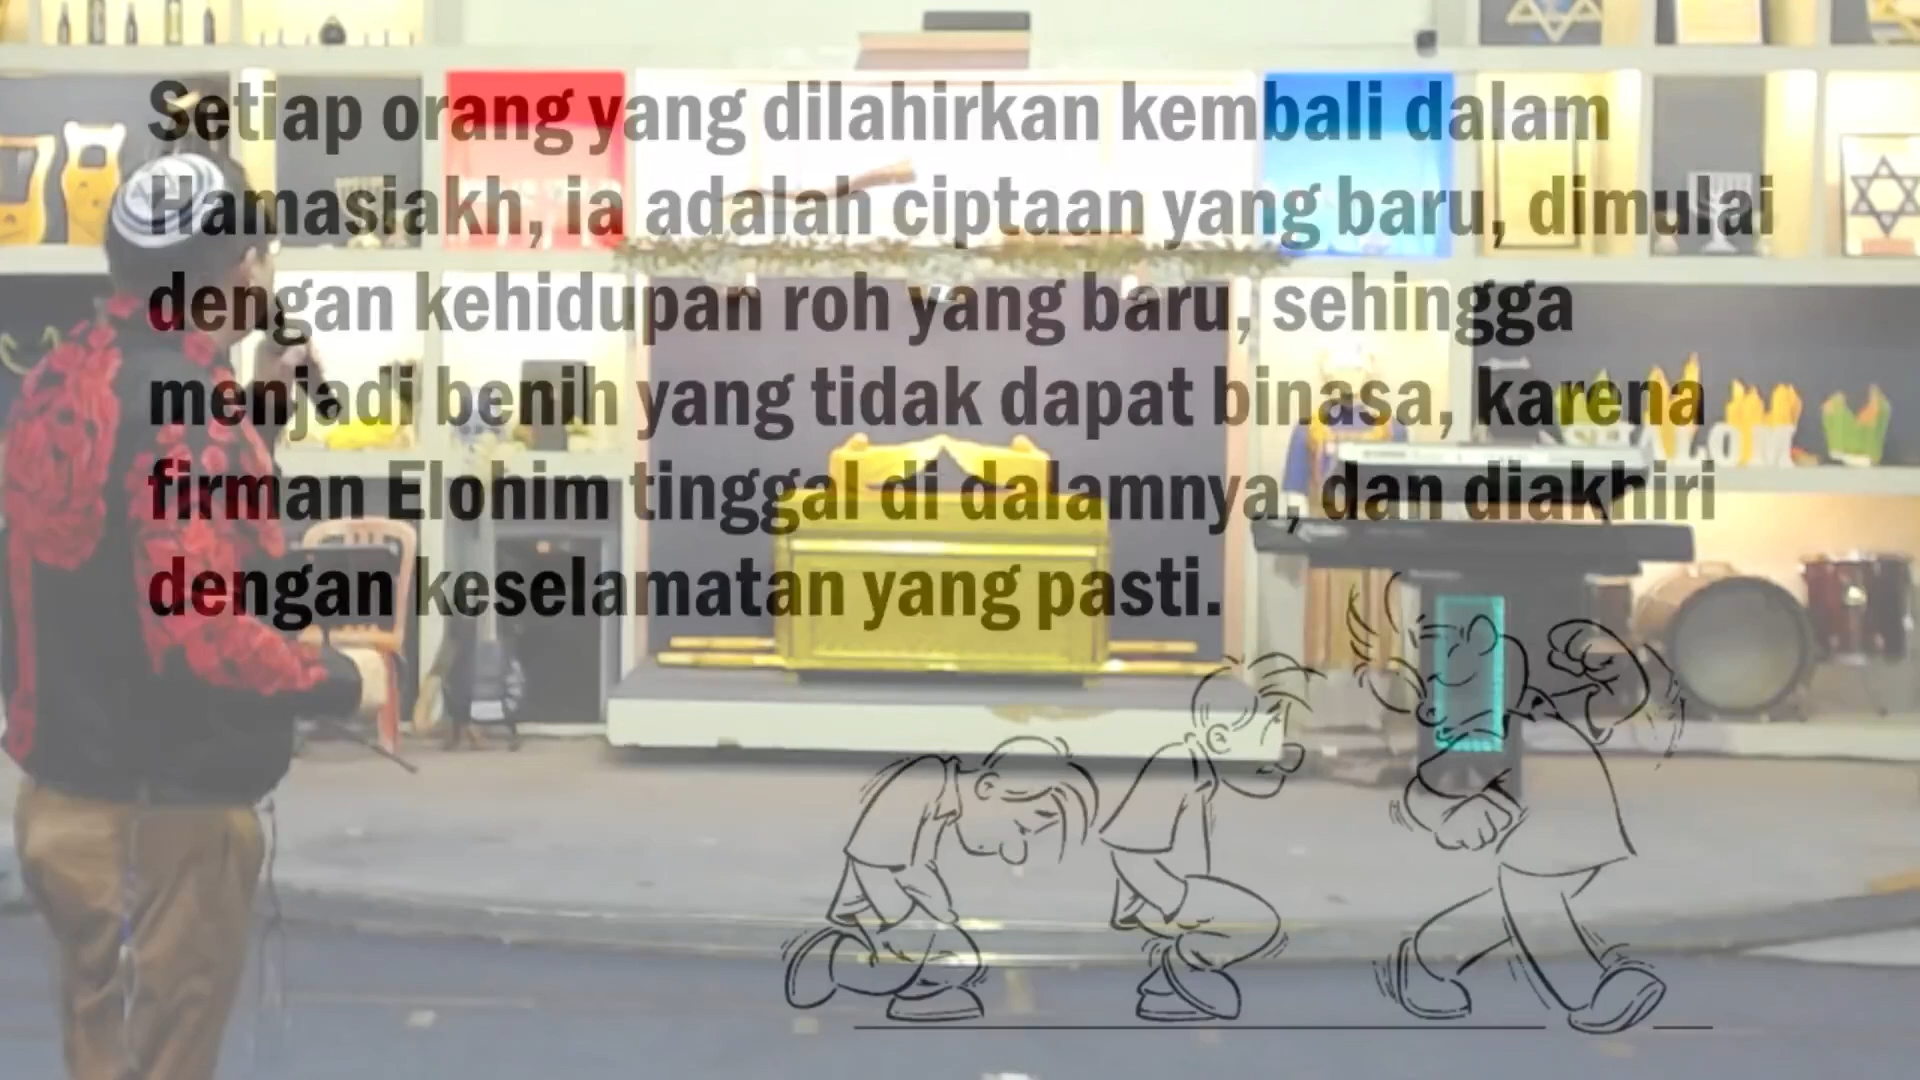 Setiap orang yang dilahirkan kembali dalam
Hamasiakh, ia adalah ciptaan yang baru, dimulai
dengan kehidupan roh yang baru, sehingga
menjadi benih yang tidak dapat binasa, karena
firman Elohim tinggal di dalamnya, dan diakhiri
dengan keselamatan yang pasti.
SHALOM